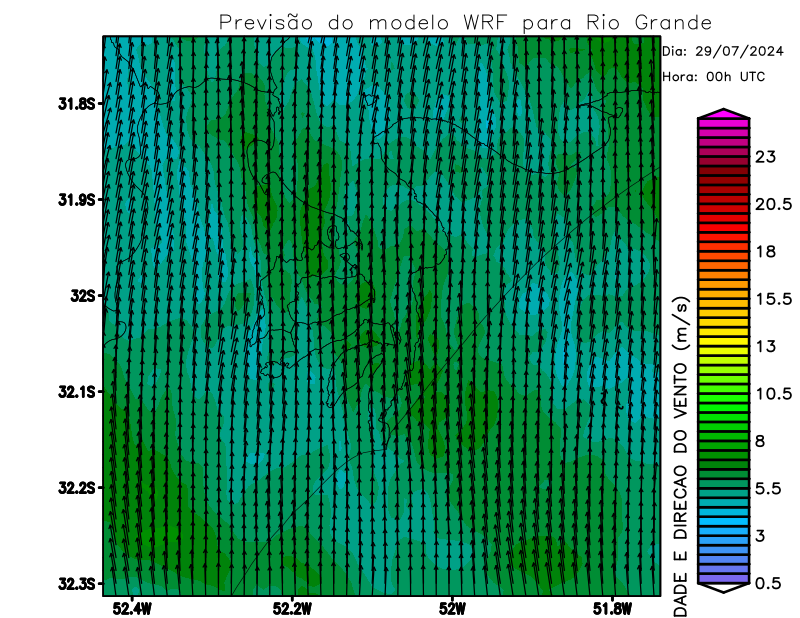 Previsão do modelo WRF para Rio Grande
Dia: 29/07/2024
Hora: 00h UTC
31.8S
31.9S
32S
32.1S
32.2S
32.3S
52.4W
52.2W
52W
51.8W
DADE E DIRECAO DO VENTO (m/s)
23
20.5
18
15.5
13
10.5
8
5.5
3
0.5